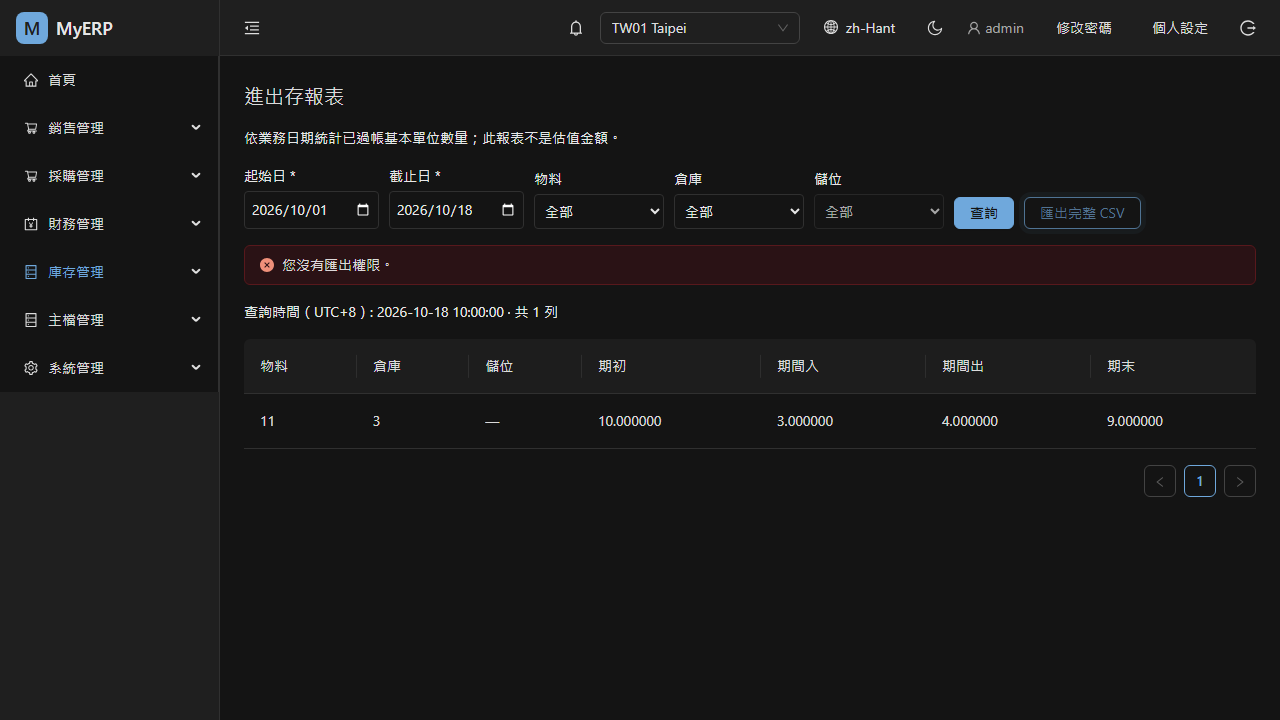 M MyERP
TW01 Taipei
zh-Hant
admin
修改密碼
個人設定
首頁
銷售管理
採購管理
財務管理
庫存管理
主檔管理
系統管理
進出存報表
依業務日期統計已過帳基本單位數量；此報表不是估值金額。
起始日 * 截止日 * 物料 倉庫 儲位
2026/10/01 2026/10/18 全部 全部 全部 查詢 匯出完整 CSV
您沒有匯出權限。
查詢時間（UTC+8）: 2026-10-18 10:00:00 · 共 1 列
物料 倉庫 儲位 期初 期間入 期間出 期末
11 3 — 10.000000 3.000000 4.000000 9.000000
< 1 >